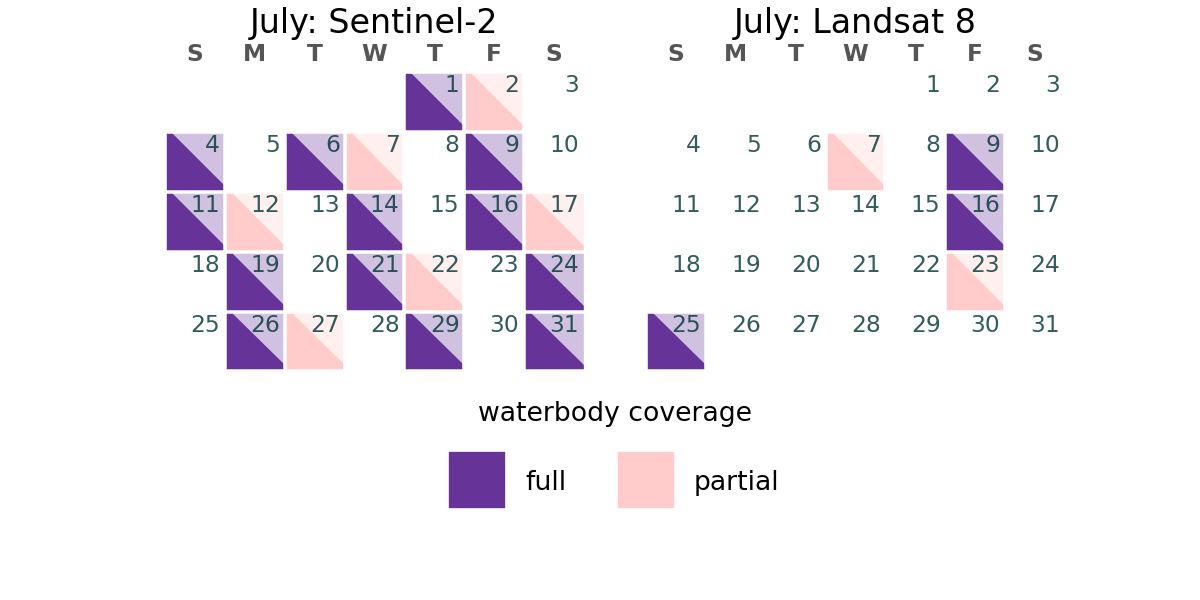 July: Sentinel-2
S M T W T F S
1 2 3
4 5 6 7 8 9 10
11 12 13 14 15 16 17
18 19 20 21 22 23 24
25 26 27 28 29 30 31
July: Landsat 8
S M T W T F S
1 2 3
4 5 6 7 8 9 10
11 12 13 14 15 16 17
18 19 20 21 22 23 24
25 26 27 28 29 30 31
waterbody coverage
full
partial